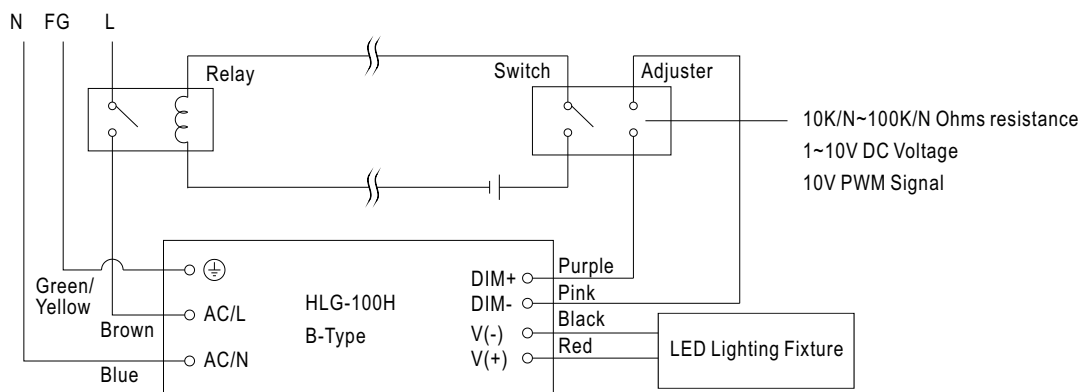 N FG L
Relay
Switch
Adjuster
10K/N~100K/N Ohms resistance
1~10V DC Voltage
10V PWM Signal
Green/
Yellow
Brown
Blue
AC/L
AC/N
HLG-100H
B-Type
DIM+
DIM-
V(-)
V(+)
Purple
Pink
Black
Red
LED Lighting Fixture